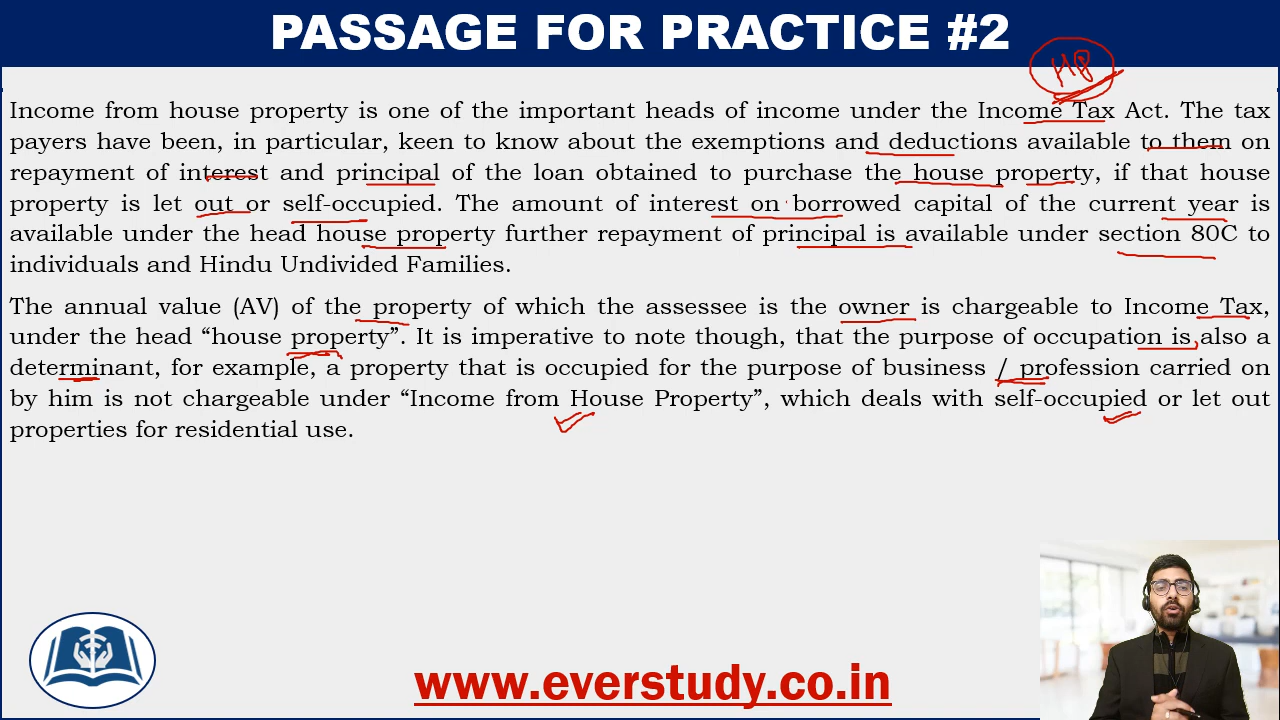 PASSAGE FOR PRACTICE #2
HP
Income from house property is one of the important heads of income under the Income Tax Act. The tax
payers have been, in particular, keen to know about the exemptions and deductions available to them on
repayment of interest and principal of the loan obtained to purchase the house property, if that house
property is let out or self-occupied. The amount of interest on borrowed capital of the current year is
available under the head house property further repayment of principal is available under section 80C to
individuals and Hindu Undivided Families.
The annual value (AV) of the property of which the assessee is the owner is chargeable to Income Tax,
under the head “house property”. It is imperative to note though, that the purpose of occupation is also a
determinant, for example, a property that is occupied for the purpose of business / profession carried on
by him is not chargeable under “Income from House Property”, which deals with self-occupied or let out
properties for residential use.
www.everstudy.co.in